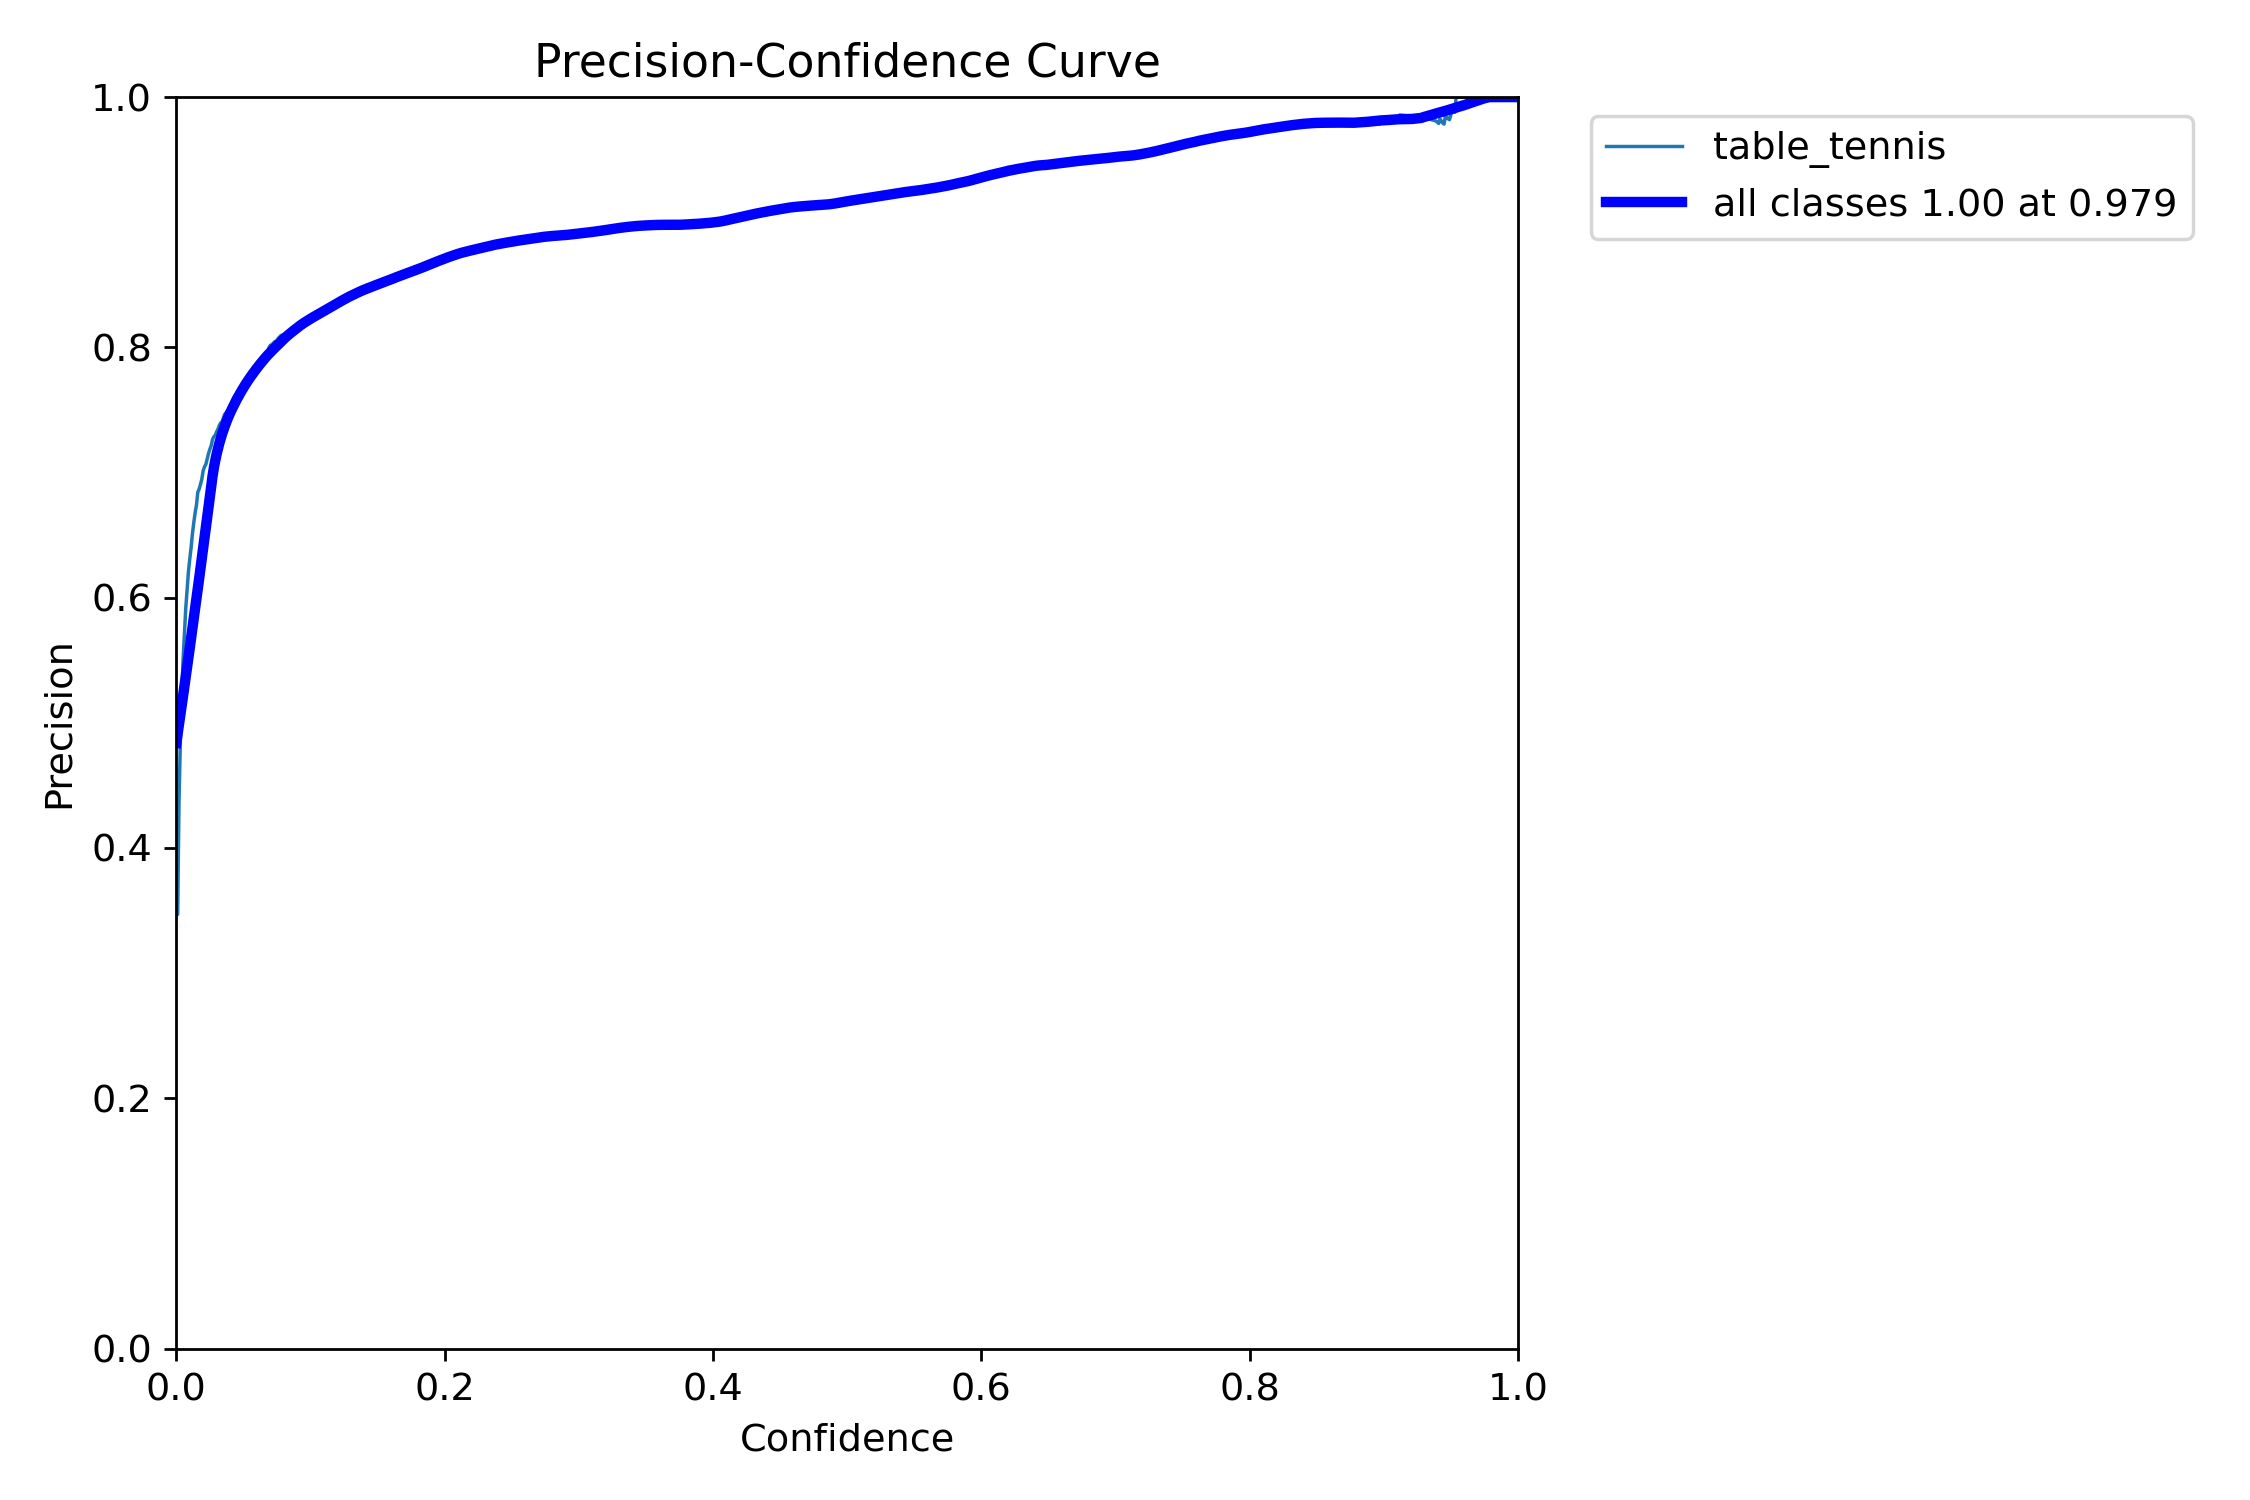 Precision-Confidence Curve
1.0
0.8
0.6
0.4
0.2
0.0
Precision
0.0 0.2 0.4 0.6 0.8 1.0
Confidence
table_tennis
all classes 1.00 at 0.979